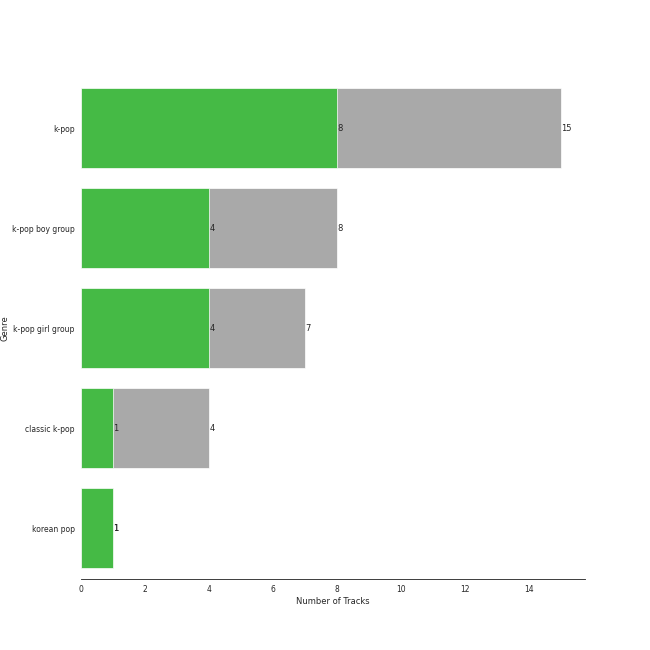 k-pop
8
15
k-pop boy group
4
8
k-pop girl group
4
7
classic k-pop
1
4
korean pop
1
Genre
0 2 4 6 8 10 12 14
Number of Tracks